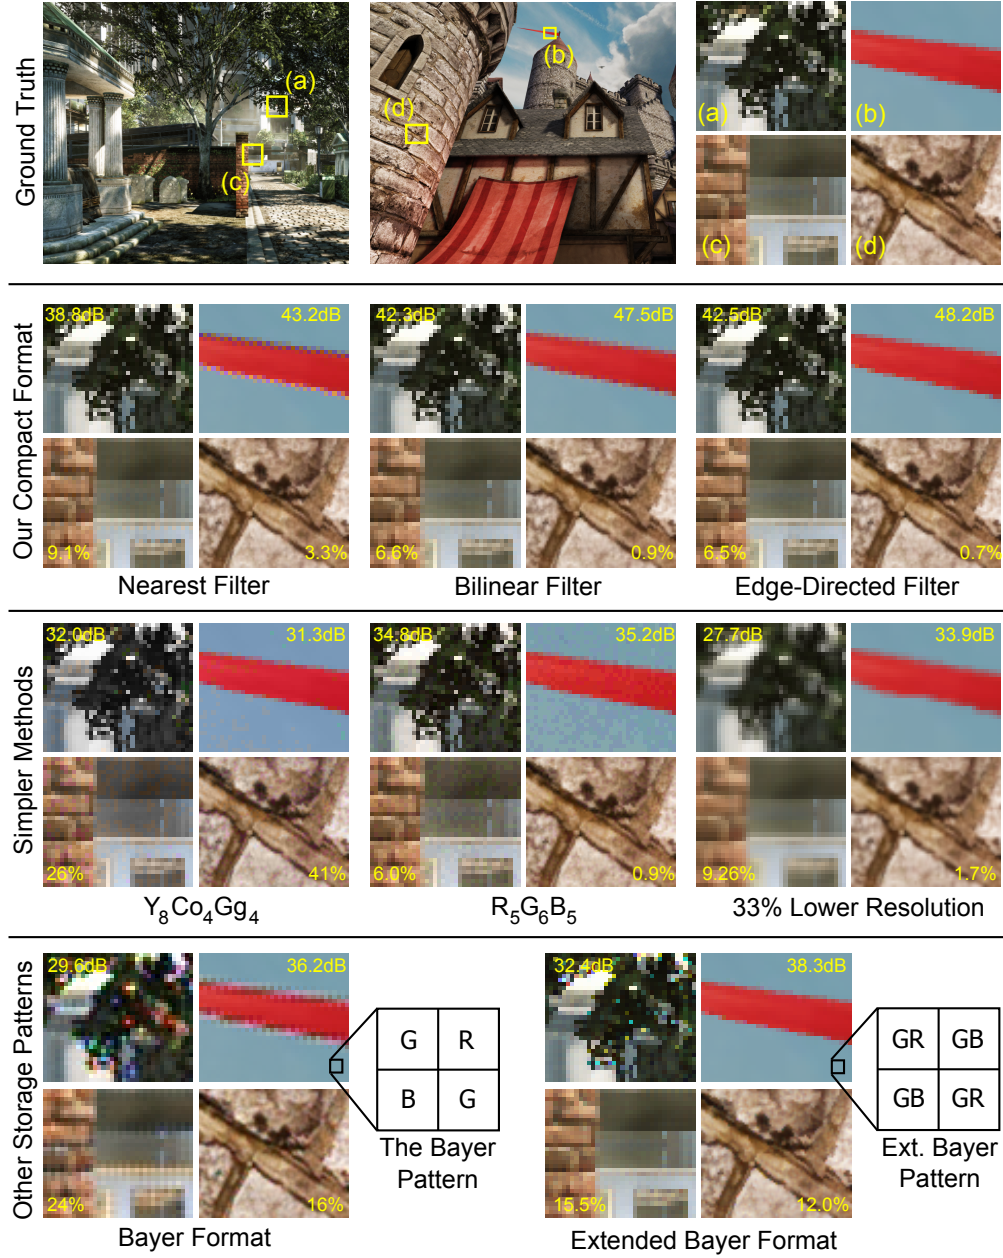 Ground Truth
(a)
(c)
(b)
(d)
(a)
(b)
(c)
(d)
Our Compact Format
38.8dB
43.2dB
9.1%
3.3%
Nearest Filter
42.3dB
47.5dB
6.6%
0.9%
Bilinear Filter
42.5dB
48.2dB
6.5%
0.7%
Edge-Directed Filter
Simpler Methods
32.0dB
31.3dB
26%
41%
Y8Co4Gg4
34.8dB
35.2dB
6.0%
0.9%
R5G6B5
27.7dB
33.9dB
9.26%
1.7%
33% Lower Resolution
Other Storage Patterns
29.6dB
36.2dB
24%
16%
Bayer Format
G R
B G
The Bayer
Pattern
32.4dB
38.3dB
15.5%
12.0%
Extended Bayer Format
GR GB
GB GR
Ext. Bayer
Pattern